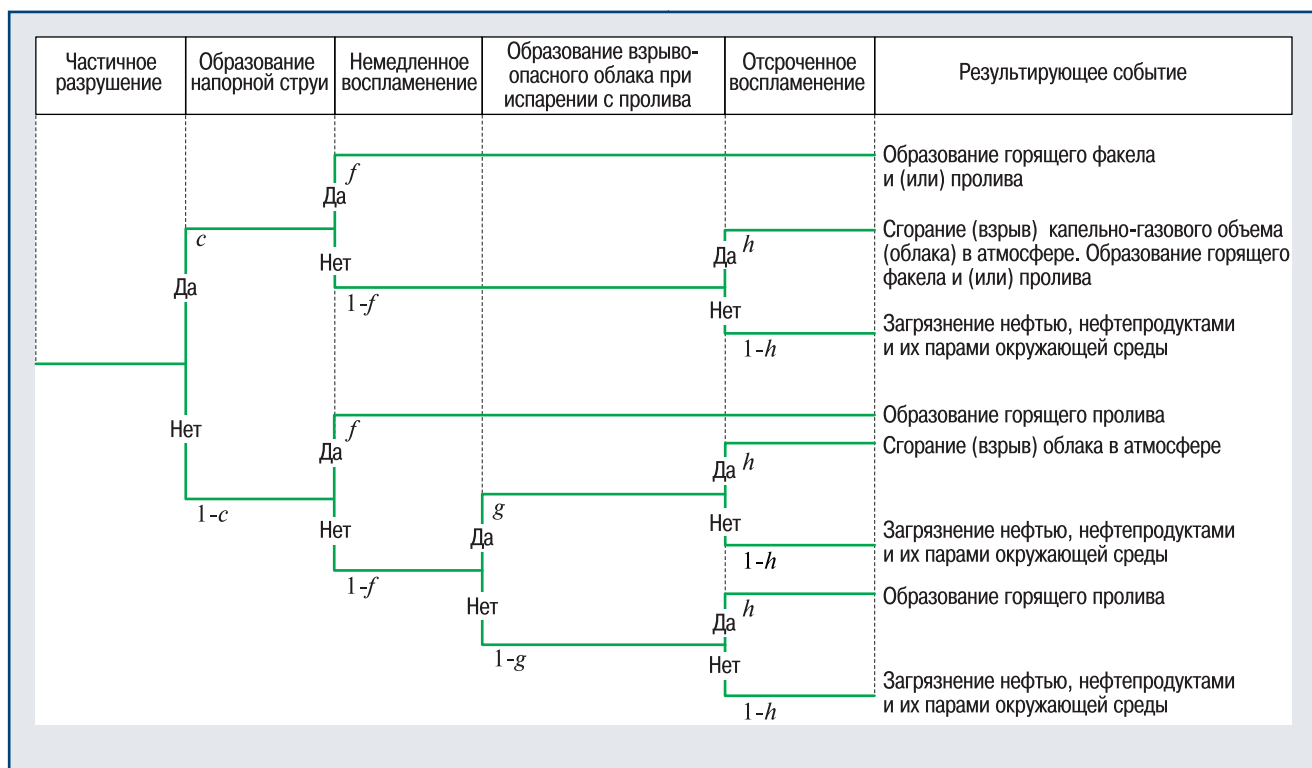 Частичное
разрушение
Образование
напорной струи
Немедленное
воспламенение
Образование взрыво-
опасного облака при
испарении с пролива
Отсроченное
воспламенение
Результирующее событие
f
Да
Образование горящего факела
и (или) пролива
c
Да
Нет
1-f
Да
h
Сгорание (взрыв) капельно-газового объема
(облака) в атмосфере. Образование горящего
факела и (или) пролива
Нет
1-h
Загрязнение нефтью, нефтепродуктами
и их парами окружающей среды
Нет
1-c
f
Да
Образование горящего пролива
Нет
1-f
g
Да
h
Да
Сгорание (взрыв) облака в атмосфере
Нет
1-h
Загрязнение нефтью, нефтепродуктами
и их парами окружающей среды
Нет
1-g
h
Да
Образование горящего пролива
Нет
1-h
Загрязнение нефтью, нефтепродуктами
и их парами окружающей среды